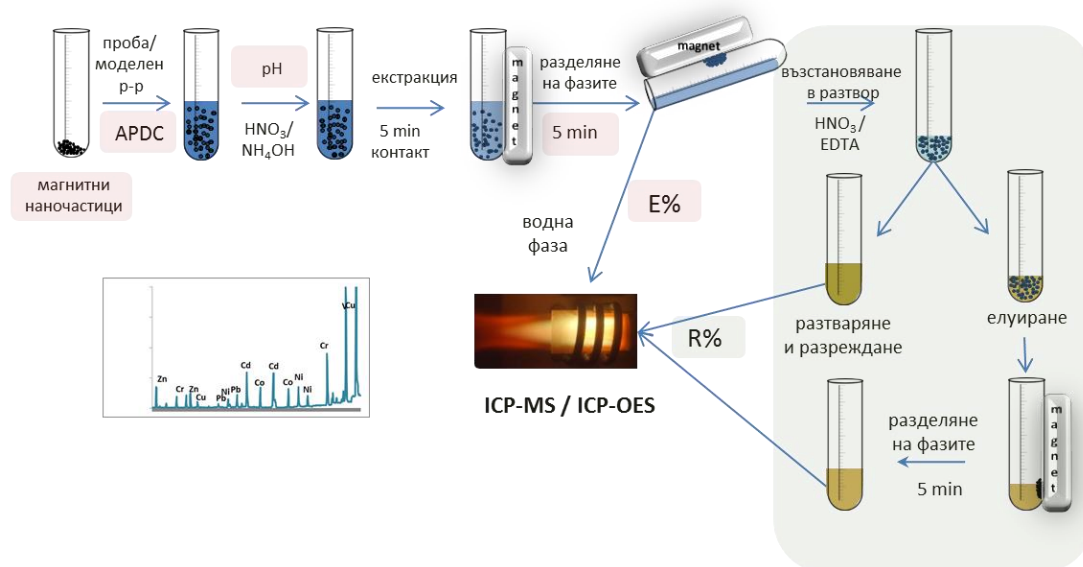 проба/
моделен
р-р
APDC
магнитни
наночастици
pH
HNO₃/
NH₄OH
екстракция
5 min
контакт
magnet
разделяне
на фазите
5 min
magnet
възстановяване
в разтвор
HNO₃/
EDTA
E%
водна
фаза
R%
ICP-MS / ICP-OES
разтваряне
и разреждане
елуиране
разделяне
на фазите
5 min
magnet
Zn
Cr
Zn
Cu
Pb
Ni
Pb
Cd
Co
Cd
Co
Ni
Ni
Cr
V
Cu